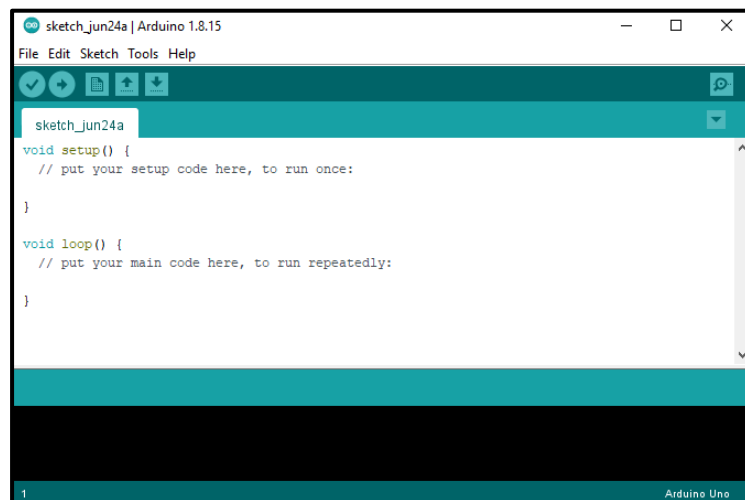 sketch_jun24a | Arduino 1.8.15
File Edit Sketch Tools Help
sketch_jun24a
void setup() {
  // put your setup code here, to run once:
}
void loop() {
  // put your main code here, to run repeatedly:
}
1
Arduino Uno